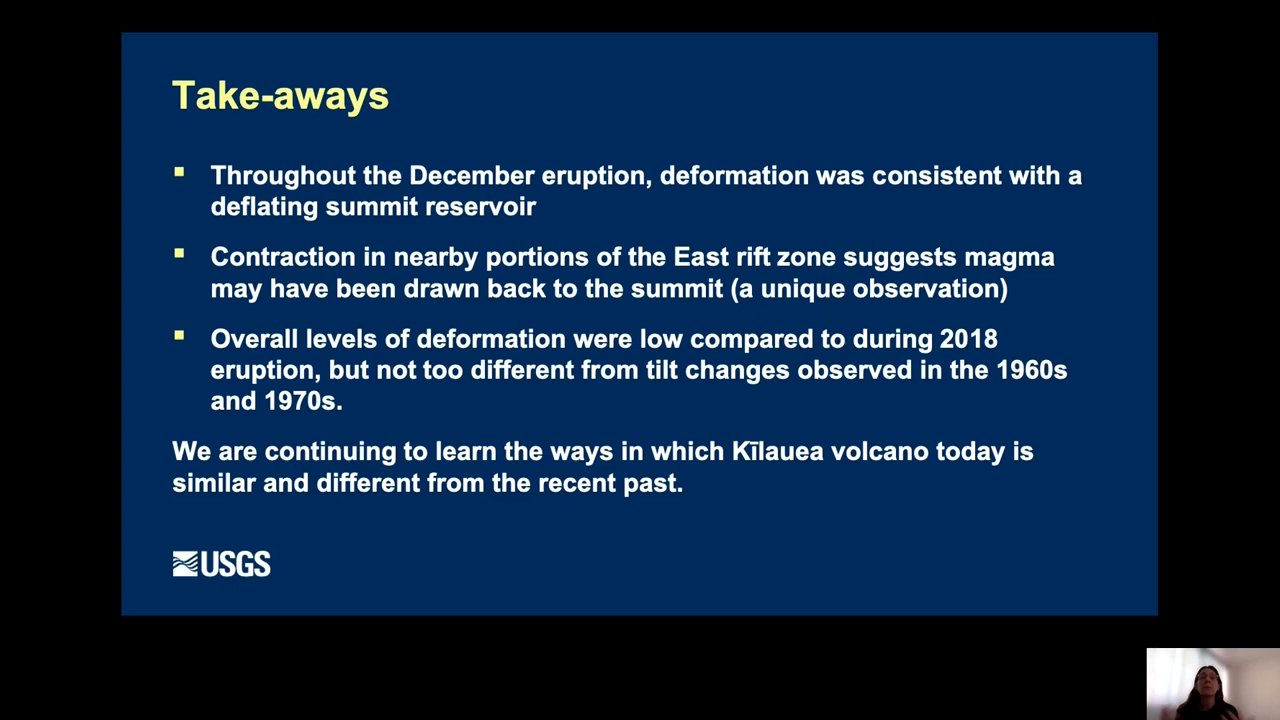 Take-aways
Throughout the December eruption, deformation was consistent with a
deflating summit reservoir
Contraction in nearby portions of the East rift zone suggests magma
may have been drawn back to the summit (a unique observation)
Overall levels of deformation were low compared to during 2018
eruption, but not too different from tilt changes observed in the 1960s
and 1970s.
We are continuing to learn the ways in which Kīlauea volcano today is
similar and different from the recent past.
USGS